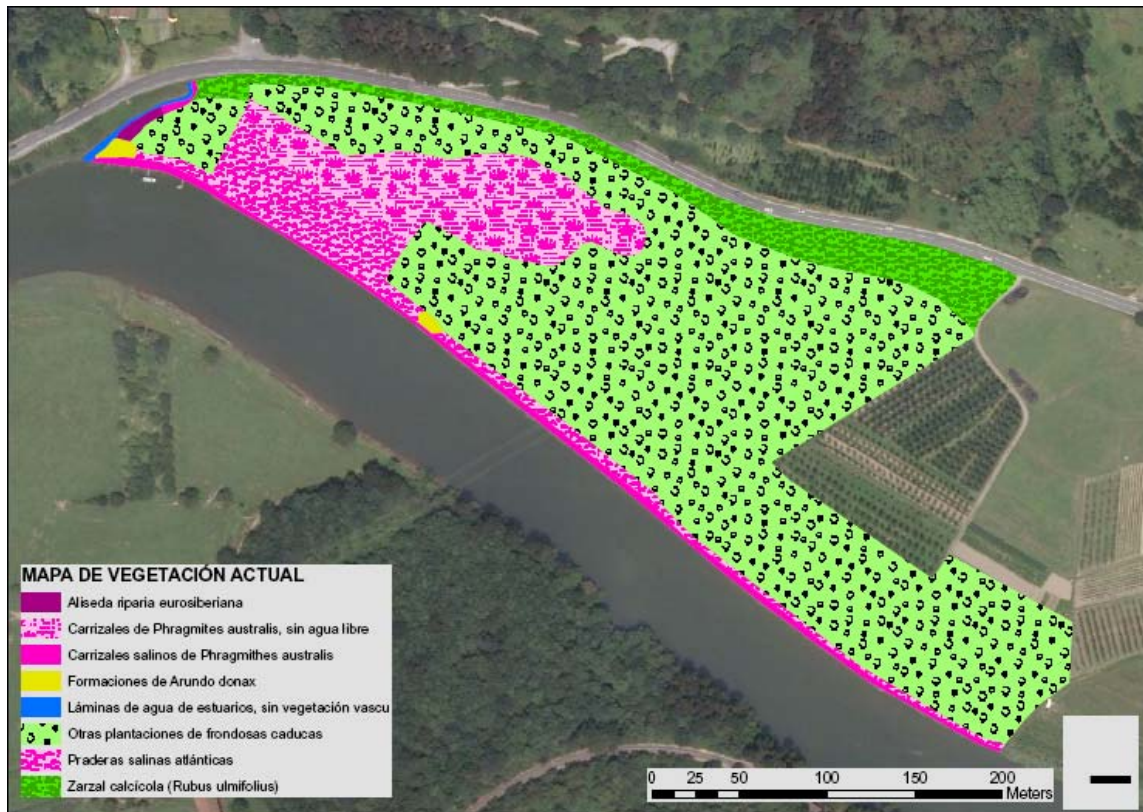 MAPA DE VEGETACIÓN ACTUAL
Aliseda riparia eurosiberiana
Carrizales de Phragmites australis, sin agua libre
Carrizales salinos de Phragmithes australis
Formaciones de Arundo donax
Láminas de agua de estuarios, sin vegetación vascu
Otras plantaciones de frondosas caducas
Praderas salinas atlánticas
Zarzal calcícola (Rubus ulmifolius)
0 25 50 100 150 200
Meters